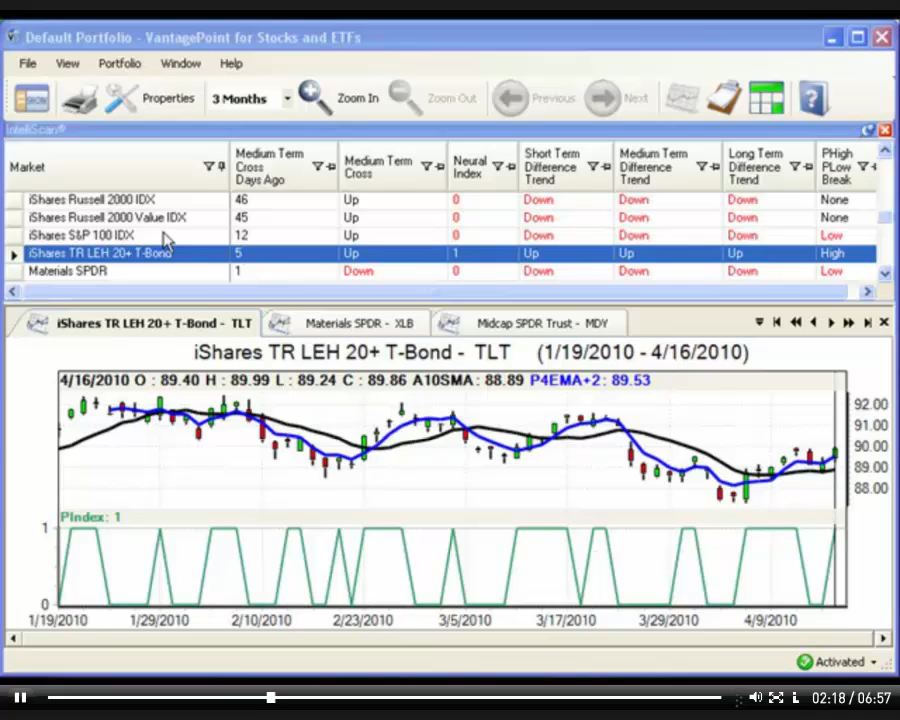 Default Portfolio - VantagePoint for Stocks and ETFs
File View Portfolio Window Help
SHOW Properties 3 Months Zoom In Zoom Out Previous Next ?
IntelliScan®
Market Medium Term Cross Days Ago Medium Term Cross Neural Index Short Term Difference Trend Medium Term Difference Trend Long Term Difference Trend PHigh PLow Break
iShares Russell 2000 IDX 46 Up 0 Down Down Down None
iShares Russell 2000 Value IDX 45 Up 0 Down Down Down None
iShares S&P 100 IDX 12 Up 0 Down Down Down Low
iShares TR LEH 20+ T-Bond 5 Up 1 Up Up Up High
Materials SPDR 1 Down 0 Down Down Down Low
iShares TR LEH 20+ T-Bond - TLT Materials SPDR - XLB Midcap SPDR Trust - MDY
iShares TR LEH 20+ T-Bond - TLT (1/19/2010 - 4/16/2010)
4/16/2010 O : 89.40 H : 89.99 L : 89.24 C : 89.86 A10SMA : 88.89 P4EMA+2 : 89.53
92.00
91.00
90.00
89.00
88.00
PIndex: 1
1
0
1/19/2010 1/29/2010 2/10/2010 2/23/2010 3/5/2010 3/17/2010 3/29/2010 4/9/2010
Activated
02:18 / 06:57